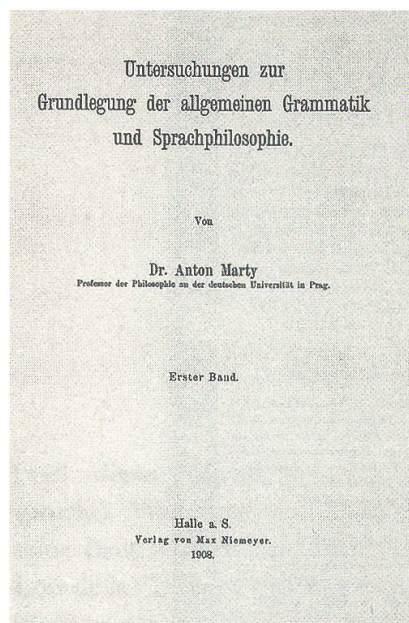 Untersuchungen zur
Grundlegung der allgemeinen Grammatik
und Sprachphilosophie.
Von
Dr. Anton Marty
Professor der Philosophie an der deutschen Universität in Prag.
Erster Band.
Halle a. S.
Verlag von Max Niemeyer.
1908.